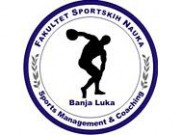 FAKULTET SPORTSKIH NAUKA
Banja Luka
Sports Management & Coaching